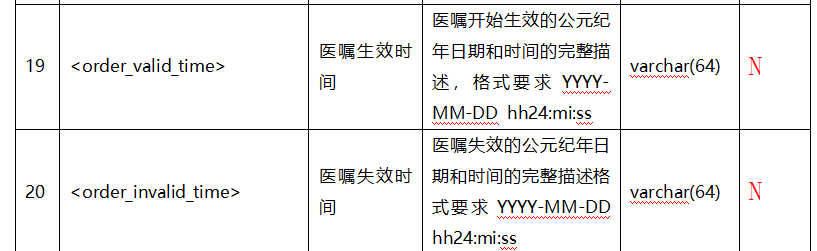 19 <order_valid_time> 医嘱生效时间 医嘱开始生效的公元纪年日期和时间的完整描述，格式要求 YYYY-MM-DD hh24:mi:ss varchar(64) N
20 <order_invalid_time> 医嘱失效时间 医嘱失效的公元纪年日期和时间的完整描述格式要求 YYYY-MM-DD hh24:mi:ss varchar(64) N